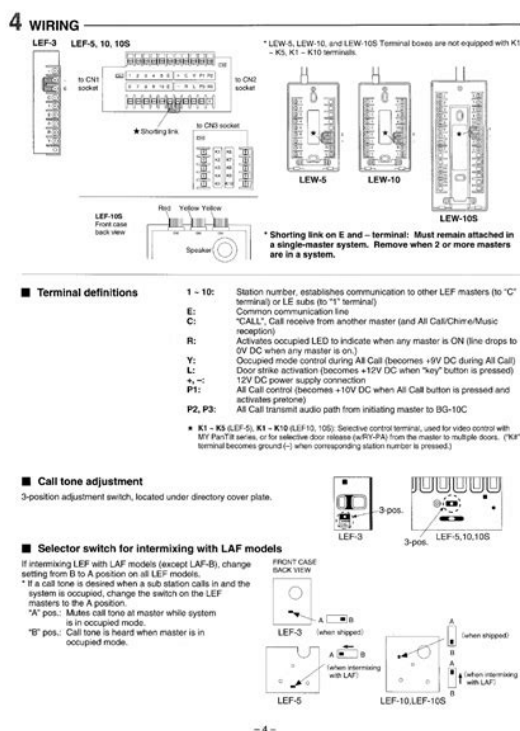 4 WIRING
LEF-3 LEF-5, 10, 10S
* LEW-5, LEW-10, and LEW-10S Terminal boxes are not equipped with K1
– K5, K1 – K10 terminals.
to CN1
socket
to CN2
socket
★ Shorting link
to CN3 socket
LEW-5
LEW-10
LEW-10S
LEF-10S
Front case
back view
Red Yellow Yellow
Speaker
* Shorting link on E and – terminal: Must remain attached in
a single-master system. Remove when 2 or more masters
are in a system.
■ Terminal definitions
1 ~ 10: Station number, establishes communication to other LEF masters (to "C"
terminal) or LE subs (to "1" terminal)
E: Common communication line
C: "CALL", Call receive from another master (and All Call/Chime/Music
reception)
R: Activates occupied LED to indicate when any master is ON (line drops to
0V DC when any master is on.)
Y: Occupied mode control during All Call (becomes +9V DC during All Call)
L: Door strike activation (becomes +12V DC when "key" button is pressed)
+, –: 12V DC power supply connection
P1: All Call control (becomes +10V DC when All Call button is pressed and
activates pretone)
P2, P3: All Call transmit audio path from initiating master to BG-10C
★ K1 ~ K5 (LEF-5), K1 ~ K10 (LEF10, 10S): Selective control terminal, used for video control with
MY PanTilt series, or for selective door release (w/RY-PA) from the master to multiple doors. ("K#"
terminal becomes ground (–) when corresponding station number is pressed.)
■ Call tone adjustment
3-position adjustment switch, located under directory cover plate.
3-pos.
LEF-3
3-pos.
LEF-5,10,10S
■ Selector switch for intermixing with LAF models
If intermixing LEF with LAF models (except LAF-B), change
setting from B to A position on all LEF models.
* If a call tone is desired when a sub station calls in and the
system is occupied, change the switch on the LEF
masters to the A position.
"A" pos.: Mutes call tone at master while system
is in occupied mode.
"B" pos.: Call tone is heard when master is in
occupied mode.
FRONT CASE
BACK VIEW
A B
LEF-3
(when shipped)
A B
(when intermixing
with LAF)
LEF-5
A
B
(when shipped)
A
B
(when intermixing
with LAF)
LEF-10,LEF-10S
– 4 –